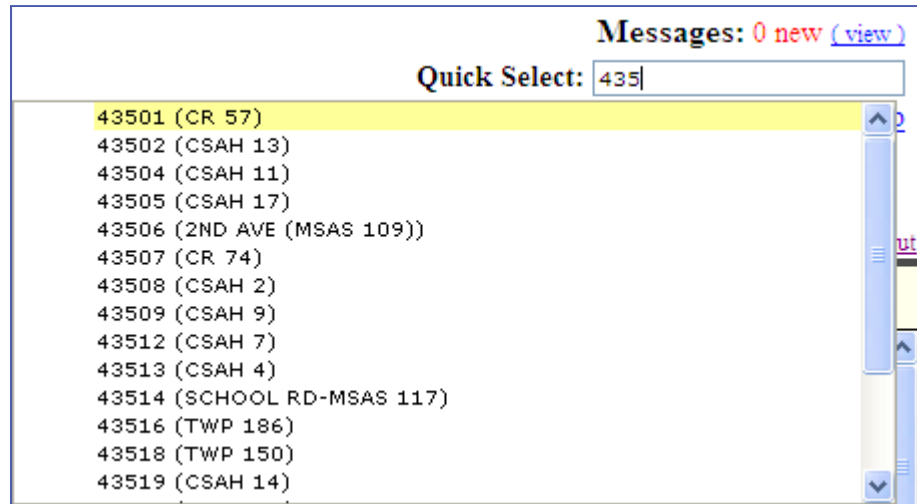 Messages: 0 new ( view )
Quick Select: 435
43501 (CR 57)
43502 (CSAH 13)
43504 (CSAH 11)
43505 (CSAH 17)
43506 (2ND AVE (MSAS 109))
43507 (CR 74)
43508 (CSAH 2)
43509 (CSAH 9)
43512 (CSAH 7)
43513 (CSAH 4)
43514 (SCHOOL RD-MSAS 117)
43516 (TWP 186)
43518 (TWP 150)
43519 (CSAH 14)